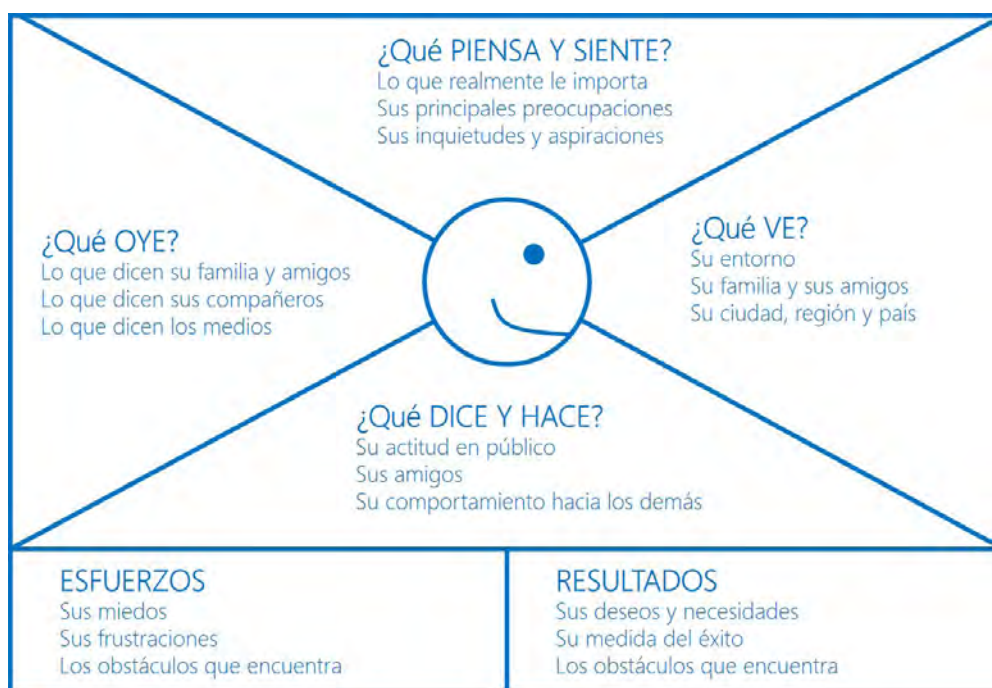 ¿Qué PIENSA Y SIENTE?
Lo que realmente le importa
Sus principales preocupaciones
Sus inquietudes y aspiraciones
¿Qué OYE?
Lo que dicen su familia y amigos
Lo que dicen sus compañeros
Lo que dicen los medios
¿Qué VE?
Su entorno
Su familia y sus amigos
Su ciudad, región y país
¿Qué DICE Y HACE?
Su actitud en público
Sus amigos
Su comportamiento hacia los demás
ESFUERZOS
Sus miedos
Sus frustraciones
Los obstáculos que encuentra
RESULTADOS
Sus deseos y necesidades
Su medida del éxito
Los obstáculos que encuentra